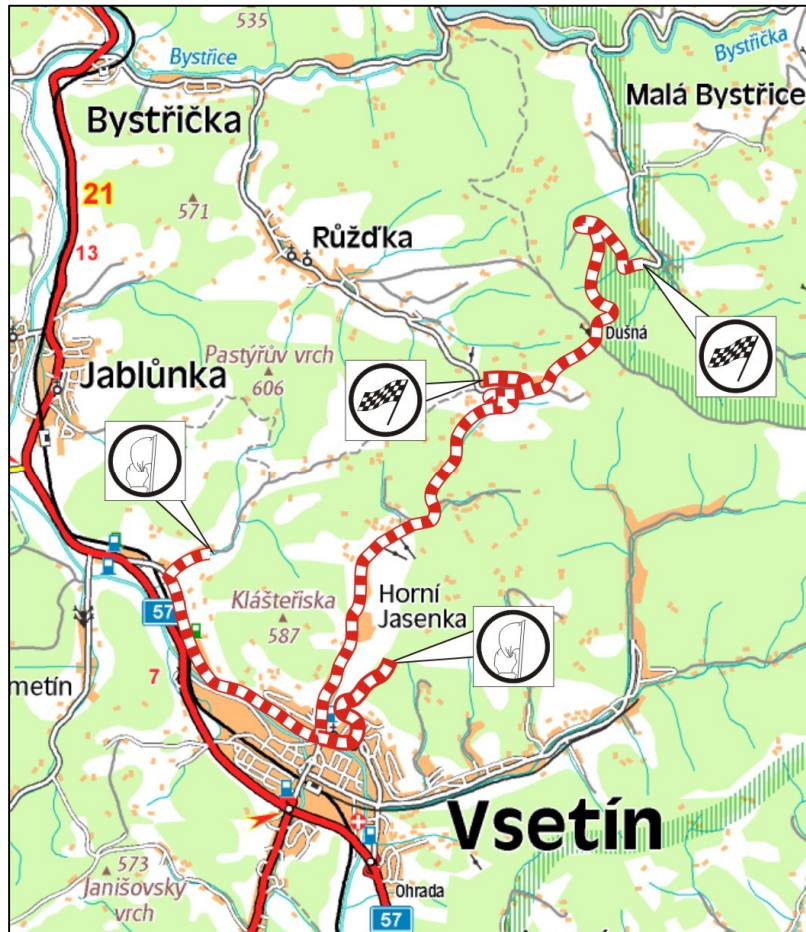 535
Bystřice
Bystřička
Bystřička
Malá Bystřice
21
571
Růžďka
13
Dušná
Pastýřův vrch
606
Jablůnka
Horní
Jasenka
57
Klášteřiska
587
7
metín
Vsetín
573
Janišovský
vrch
Ohrada
57